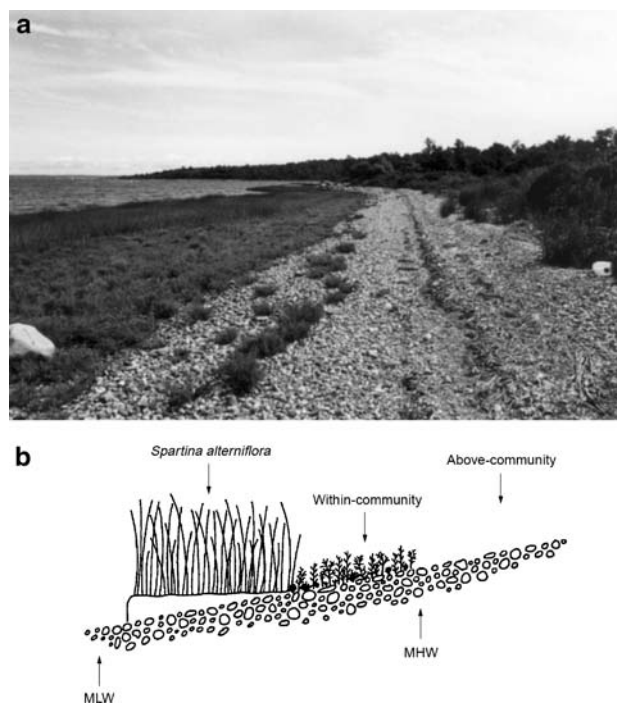 a
b
Spartina alterniflora
Above-community
Within-community
MHW
MLW